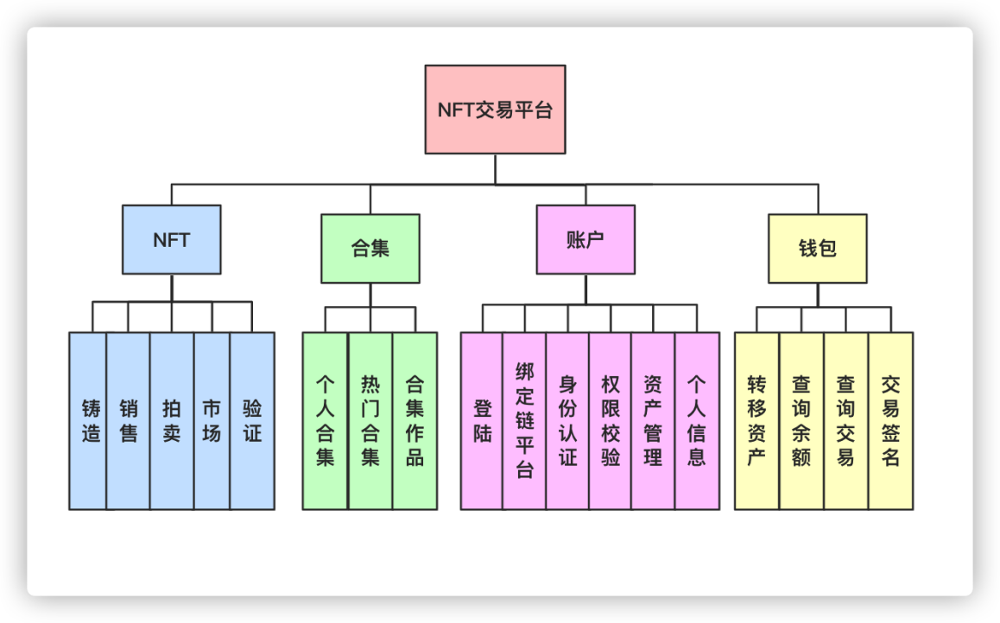 NFT交易平台
NFT
合集
账户
钱包
铸造
销售
拍卖
市场
验证
个人合集
热门合集
合集作品
登陆
绑定链平台
身份认证
权限校验
资产管理
个人信息
转移资产
查询余额
查询交易
交易签名